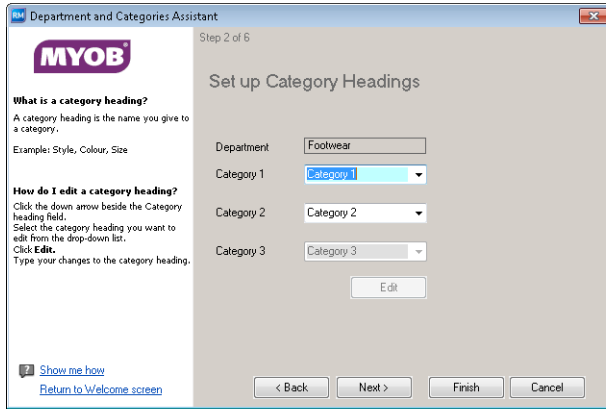 RM Department and Categories Assistant
MYOB
Step 2 of 6
Set up Category Headings
What is a category heading?
A category heading is the name you give to
a category.
Example: Style, Colour, Size
Department Footwear
Category 1 Category 1
How do I edit a category heading?
Click the down arrow beside the Category
heading field.
Select the category heading you want to
edit from the drop-down list.
Click Edit.
Type your changes to the category heading.
Category 2 Category 2
Category 3 Category 3
Edit
? Show me how
Return to Welcome screen
< Back Next > Finish Cancel